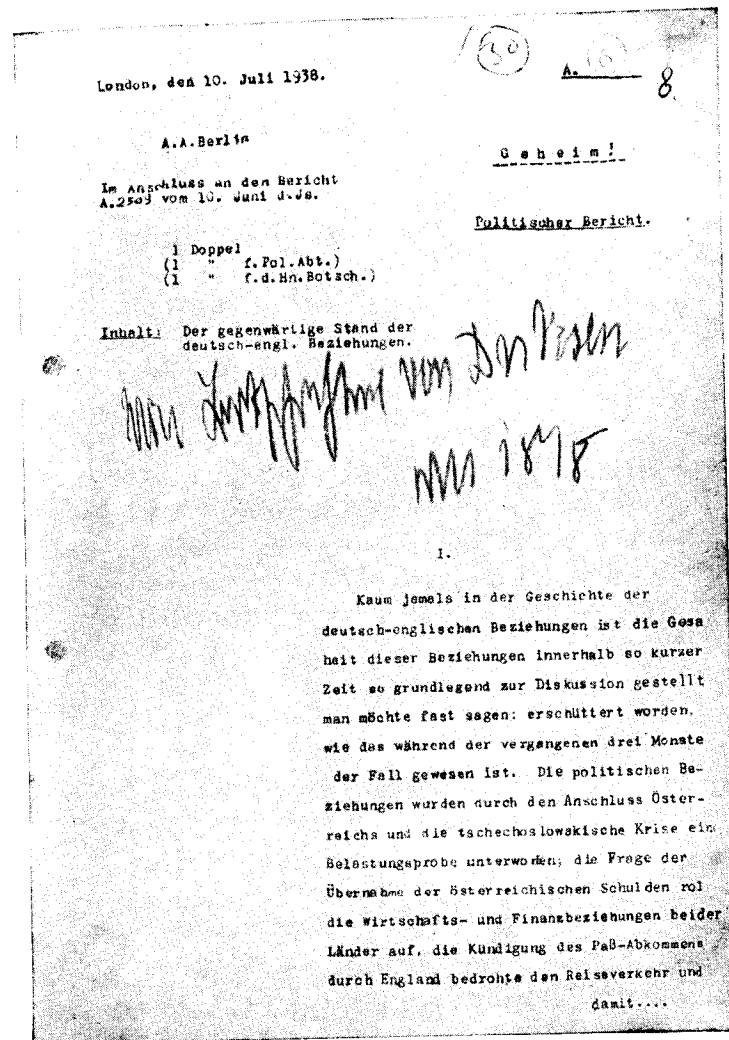 30
A. 16
8
London, den 10. Juli 1938.
A.A.Berlin
Geheim!
Im Anschluss an den Bericht
A.2509 vom 10. Juni d.Js.
Politischer Bericht.
1 Doppel
(1 " f.Pol.Abt.)
(1 " f.d.Hn.Botsch.)
Inhalt: Der gegenwärtige Stand der
deutsch-engl. Beziehungen.
von
I.
Kaum jemals in der Geschichte der
deutsch-englischen Beziehungen ist die Gesa
heit dieser Beziehungen innerhalb so kurzer
Zeit so grundlegend zur Diskussion gestellt
man möchte fast sagen: erschüttert worden,
wie das während der vergangenen drei Monate
der Fall gewesen ist. Die politischen Be-
ziehungen wurden durch den Anschluss Öster-
reichs und die tschechoslowakische Krise ein
Belastungsprobe unterworfen; die Frage der
Übernahme der österreichischen Schulden rol
die Wirtschafts- und Finanzbeziehungen beider
Länder auf, die Kündigung des Paß-Abkommens
durch England bedrohte den Reiseverkehr und
damit....